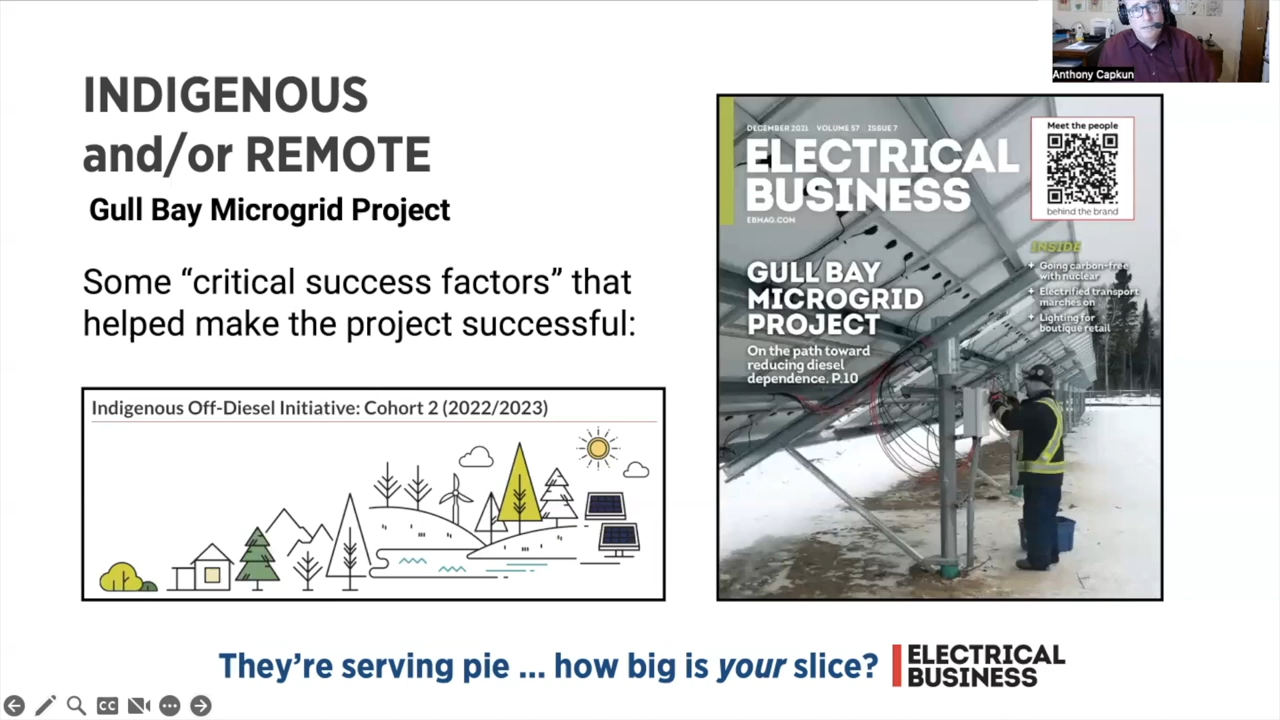 Anthony Capkun
INDIGENOUS
and/or REMOTE
Gull Bay Microgrid Project
Some “critical success factors” that
helped make the project successful:
Indigenous Off-Diesel Initiative: Cohort 2 (2022/2023)
DECEMBER 2021 VOLUME 57 | ISSUE 7
ELECTRICAL
BUSINESS
EBMAG.COM
Meet the people
behind the brand
GULL BAY
MICROGRID
PROJECT
On the path toward
reducing diesel
dependence. P.10
INSIDE
+ Going carbon-free
with nuclear
+ Electrified transport
marches on
+ Lighting for
boutique retail
They’re serving pie ... how big is your slice?
ELECTRICAL
BUSINESS
CC